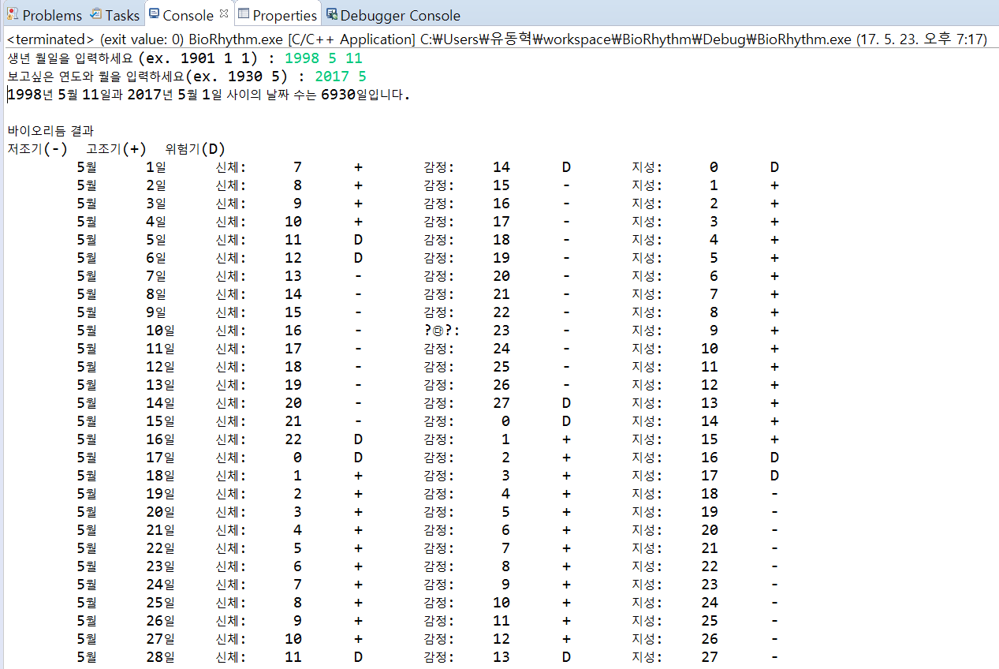 Problems Tasks Console Properties Debugger Console
<terminated> (exit value: 0) BioRhythm.exe [C/C++ Application] C:₩Users₩유동혁₩workspace₩BioRhythm₩Debug₩BioRhythm.exe (17. 5. 23. 오후 7:17)
생년 월일을 입력하세요 (ex. 1901 1 1) : 1998 5 11
보고싶은 연도와 월을 입력하세요(ex. 1930 5) : 2017 5
1998년 5월 11일과 2017년 5월 1일 사이의 날짜 수는 6930일입니다.
바이오리듬 결과
저조기(-) 고조기(+) 위험기(D)
5월 1일 신체: 7 + 감정: 14 D 지성: 0 D
5월 2일 신체: 8 + 감정: 15 - 지성: 1 +
5월 3일 신체: 9 + 감정: 16 - 지성: 2 +
5월 4일 신체: 10 + 감정: 17 - 지성: 3 +
5월 5일 신체: 11 D 감정: 18 - 지성: 4 +
5월 6일 신체: 12 D 감정: 19 - 지성: 5 +
5월 7일 신체: 13 - 감정: 20 - 지성: 6 +
5월 8일 신체: 14 - 감정: 21 - 지성: 7 +
5월 9일 신체: 15 - 감정: 22 - 지성: 8 +
5월 10일 신체: 16 - ?㉺?: 23 - 지성: 9 +
5월 11일 신체: 17 - 감정: 24 - 지성: 10 +
5월 12일 신체: 18 - 감정: 25 - 지성: 11 +
5월 13일 신체: 19 - 감정: 26 - 지성: 12 +
5월 14일 신체: 20 - 감정: 27 D 지성: 13 +
5월 15일 신체: 21 - 감정: 0 D 지성: 14 +
5월 16일 신체: 22 D 감정: 1 + 지성: 15 +
5월 17일 신체: 0 D 감정: 2 + 지성: 16 D
5월 18일 신체: 1 + 감정: 3 + 지성: 17 D
5월 19일 신체: 2 + 감정: 4 + 지성: 18 -
5월 20일 신체: 3 + 감정: 5 + 지성: 19 -
5월 21일 신체: 4 + 감정: 6 + 지성: 20 -
5월 22일 신체: 5 + 감정: 7 + 지성: 21 -
5월 23일 신체: 6 + 감정: 8 + 지성: 22 -
5월 24일 신체: 7 + 감정: 9 + 지성: 23 -
5월 25일 신체: 8 + 감정: 10 + 지성: 24 -
5월 26일 신체: 9 + 감정: 11 + 지성: 25 -
5월 27일 신체: 10 + 감정: 12 + 지성: 26 -
5월 28일 신체: 11 D 감정: 13 D 지성: 27 -